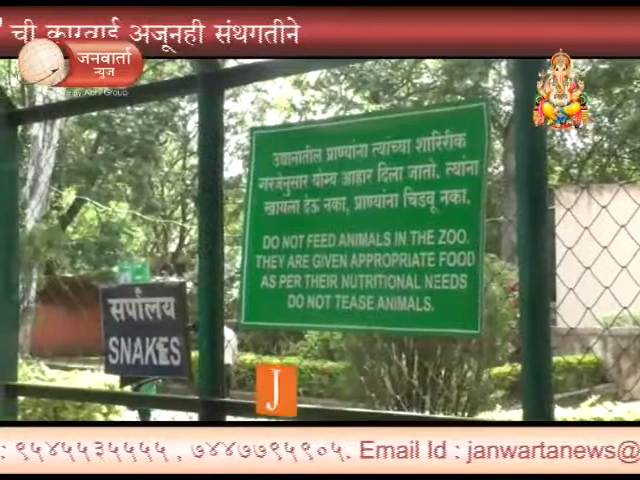 ची कारवाई अजूनही संथगतीने
जनवार्ता
न्यूज
उद्यानातील प्राण्यांना त्यांच्या शारिरीक
गरजेनुसार योग्य आहार दिला जातो. त्यांना
खायला देऊ नका, प्राण्यांना चिडवू नका.
DO NOT FEED ANIMALS IN THE ZOO.
THEY ARE GIVEN APPROPRIATE FOOD
AS PER THEIR NUTRITIONAL NEEDS
DO NOT TEASE ANIMALS.
सर्पालय
SNAKES
J
: ९५४५५३५५५५, ७४४७७९५९०५. Email Id : janwartanews@